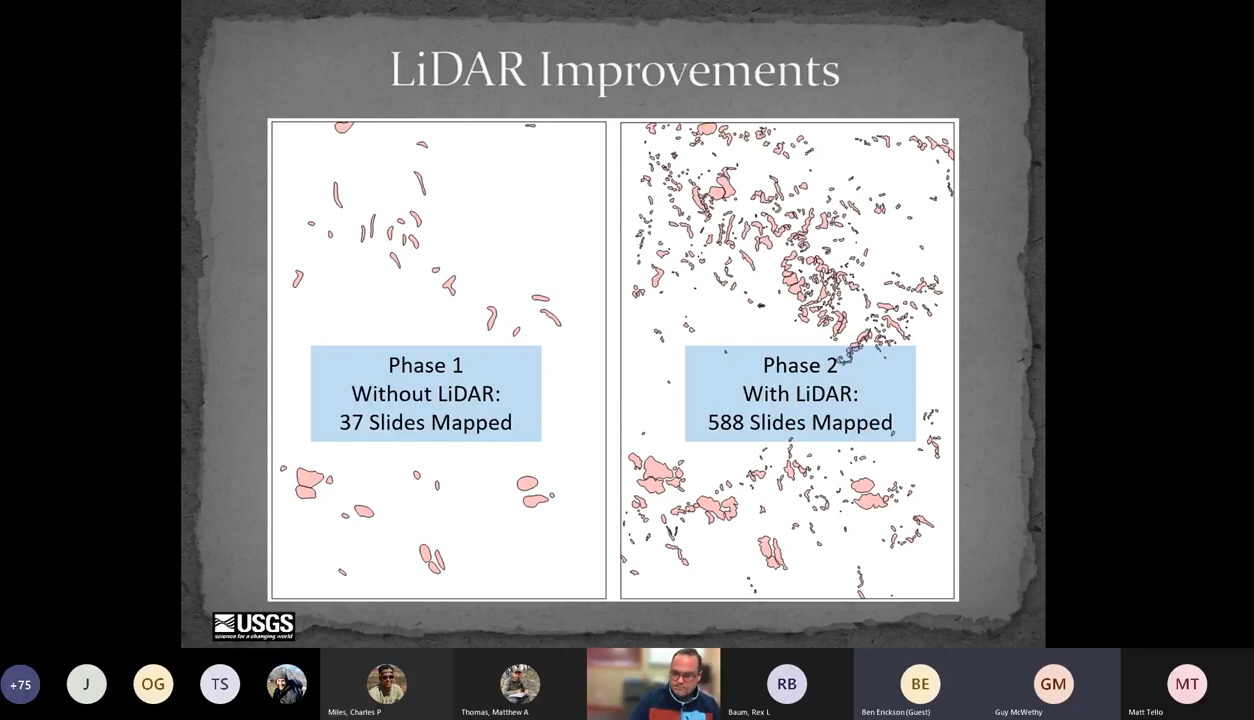 LiDAR Improvements
Phase 1
Without LiDAR:
37 Slides Mapped
Phase 2
With LiDAR:
588 Slides Mapped
USGS
science for a changing world
+75
J
OG
TS
RB
BE
GM
MT
Miles, Charles P
Thomas, Matthew A
Baum, Rex L
Ben Erickson (Guest)
Guy McWethy
Matt Tello